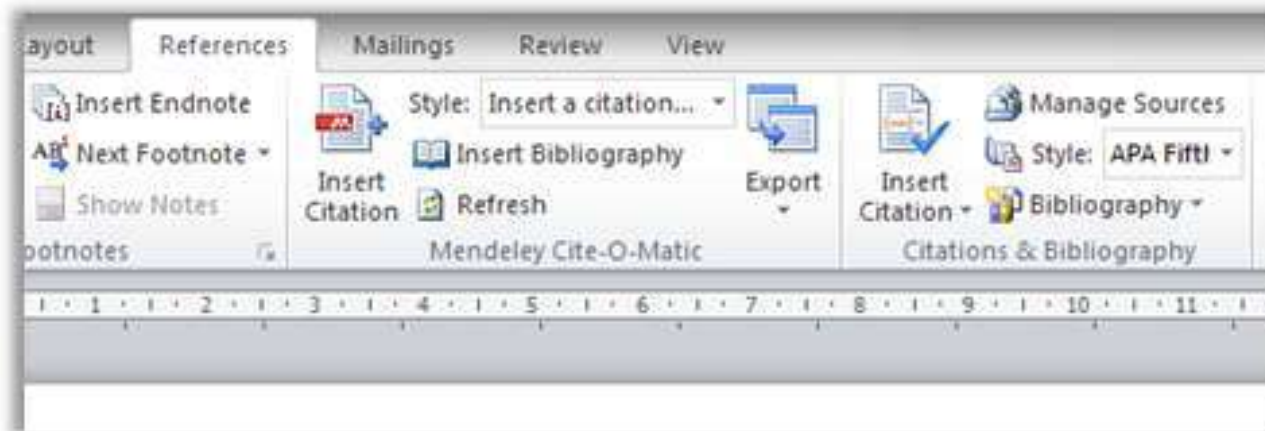 ayout References Mailings Review View
Insert Endnote
Next Footnote
Show Notes
ootnotes
Insert Citation
Style: Insert a citation...
Insert Bibliography
Refresh
Export
Mendeley Cite-O-Matic
Insert Citation
Manage Sources
Style: APA Fiftl
Bibliography
Citations & Bibliography
1 2 3 4 5 6 7 8 9 10 11